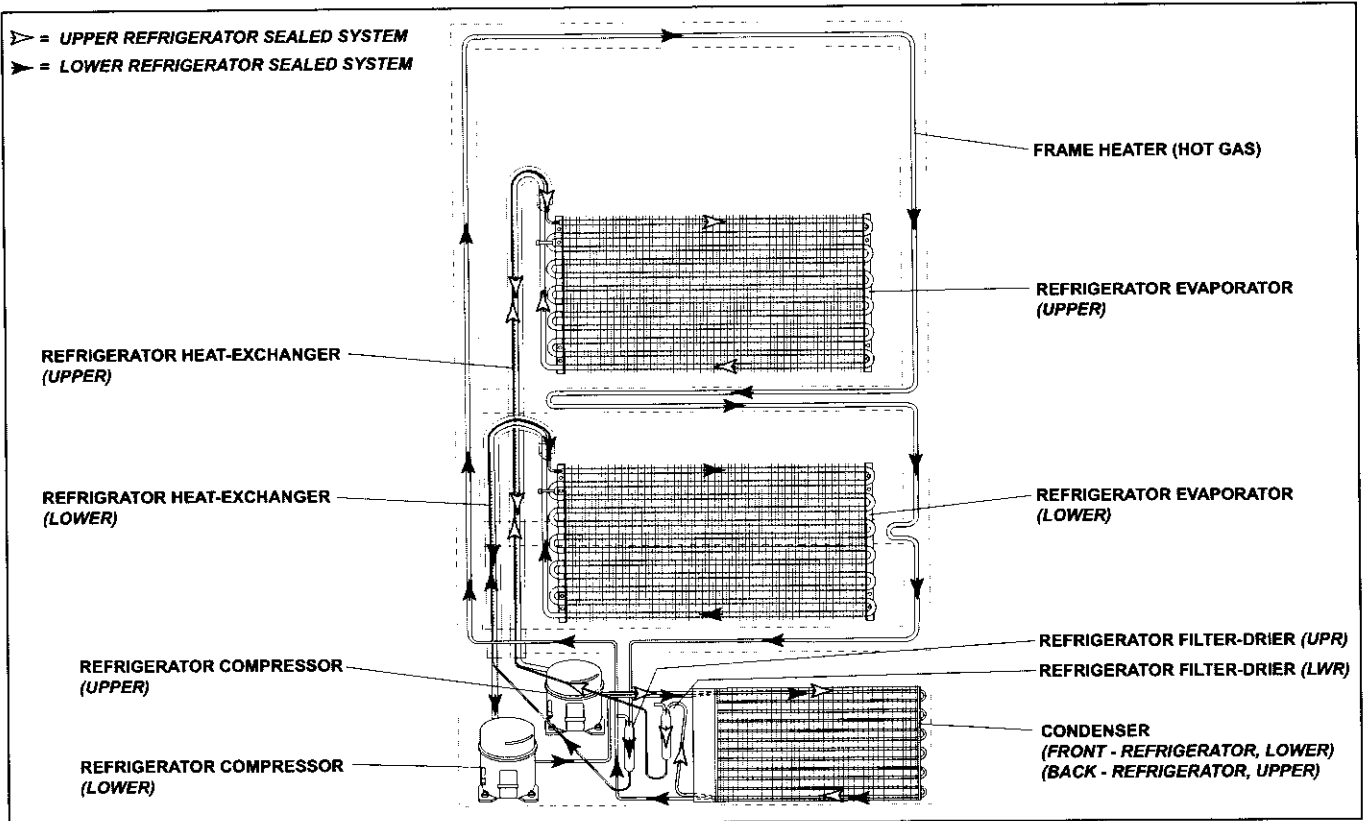 = UPPER REFRIGERATOR SEALED SYSTEM
= LOWER REFRIGERATOR SEALED SYSTEM
FRAME HEATER (HOT GAS)
REFRIGERATOR EVAPORATOR
(UPPER)
REFRIGERATOR HEAT-EXCHANGER
(UPPER)
REFRIGRATOR HEAT-EXCHANGER
(LOWER)
REFRIGERATOR EVAPORATOR
(LOWER)
REFRIGERATOR FILTER-DRIER (UPR)
REFRIGERATOR COMPRESSOR
(UPPER)
REFRIGERATOR FILTER-DRIER (LWR)
CONDENSER
(FRONT - REFRIGERATOR, LOWER)
(BACK - REFRIGERATOR, UPPER)
REFRIGERATOR COMPRESSOR
(LOWER)